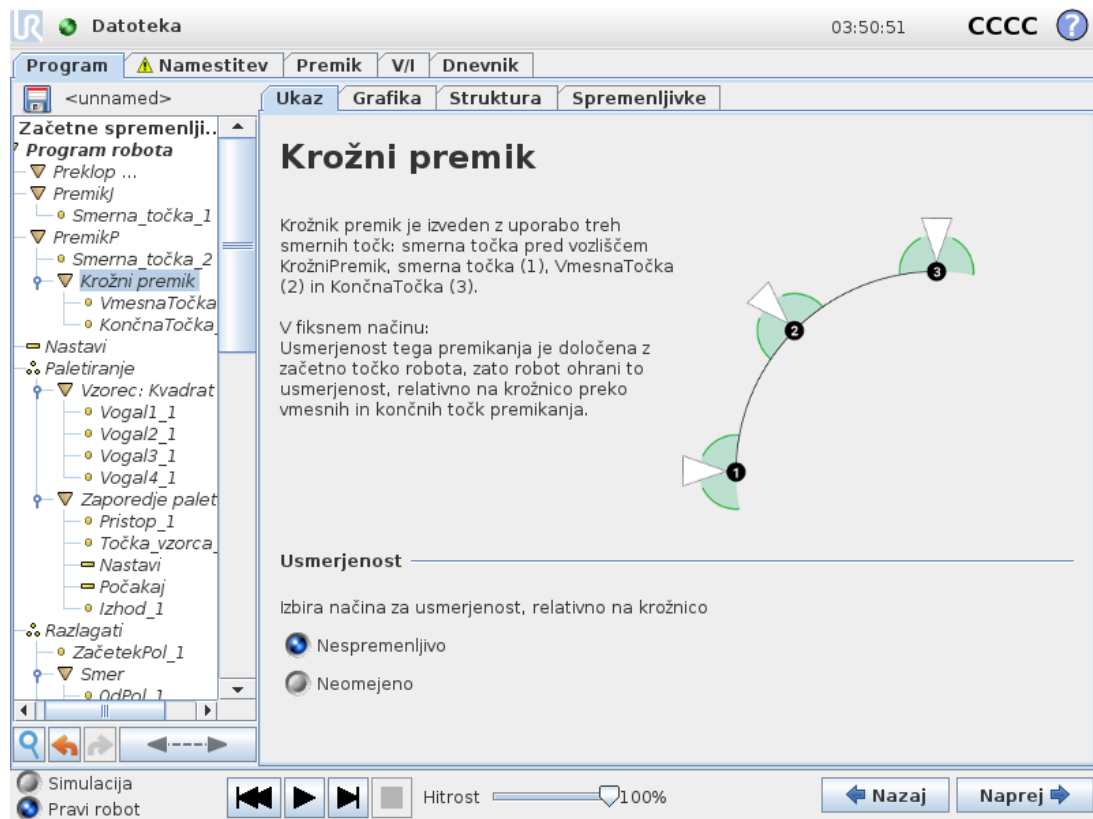 UR Datoteka 03:50:51 CCCC ?
Program Namestitev Premik V/I Dnevnik
<unnamed>
Ukaz Grafika Struktura Spremenljivke
Začetne spremenlji..
Program robota
Preklop ...
PremikJ
Smerna_točka_1
PremikP
Smerna_točka_2
Krožni premik
VmesnaTočka
KončnaTočka_
Nastavi
Paletiranje
Vzorec: Kvadrat
Vogal1_1
Vogal2_1
Vogal3_1
Vogal4_1
Zaporedje palet
Pristop_1
Točka_vzorca_
Nastavi
Počakaj
Izhod_1
Razlagati
ZačetekPol_1
Smer
OdPol_1
Krožni premik
Krožnik premik je izveden z uporabo treh
smernih točk: smerna točka pred vozliščem
KrožniPremik, smerna točka (1), VmesnaTočka
(2) in KončnaTočka (3).
V fiksnem načinu:
Usmerjenost tega premikanja je določena z
začetno točko robota, zato robot ohrani to
usmerjenost, relativno na krožnico preko
vmesnih in končnih točk premikanja.
3
2
1
Usmerjenost
Izbira načina za usmerjenost, relativno na krožnico
Nespremenljivo
Neomejeno
Simulacija
Pravi robot
Hitrost 100%
Nazaj Naprej